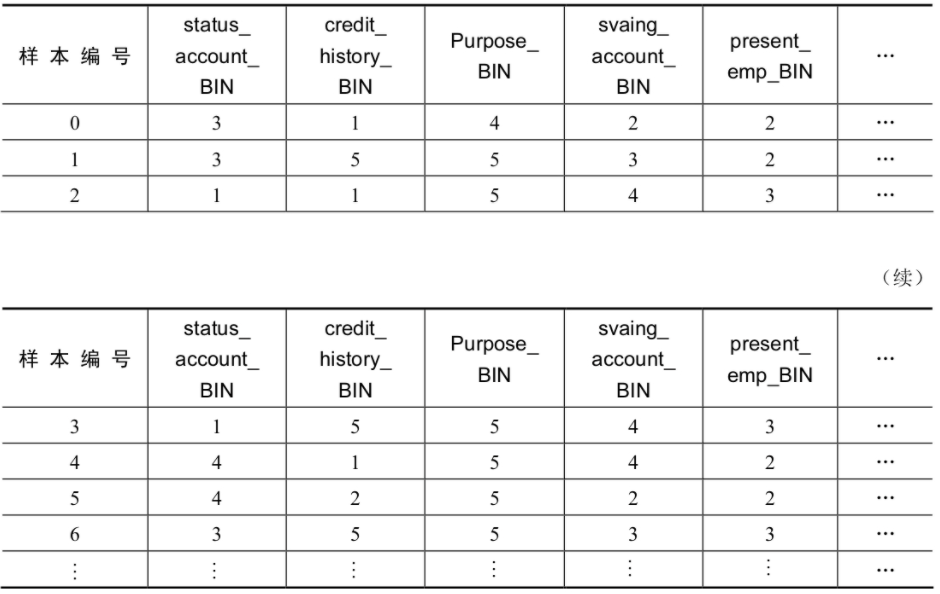 样 本 编 号 status_ account_ BIN credit_ history_ BIN Purpose_ BIN svaing_ account_ BIN present_ emp_BIN ···
0 3 1 4 2 2 ···
1 3 5 5 3 2 ···
2 1 1 5 4 3 ···
（续）
样 本 编 号 status_ account_ BIN credit_ history_ BIN Purpose_ BIN svaing_ account_ BIN present_ emp_BIN ···
3 1 5 5 4 3 ···
4 4 1 5 4 2 ···
5 4 2 5 2 2 ···
6 3 5 5 3 3 ···
⋮ ⋮ ⋮ ⋮ ⋮ ⋮ ···